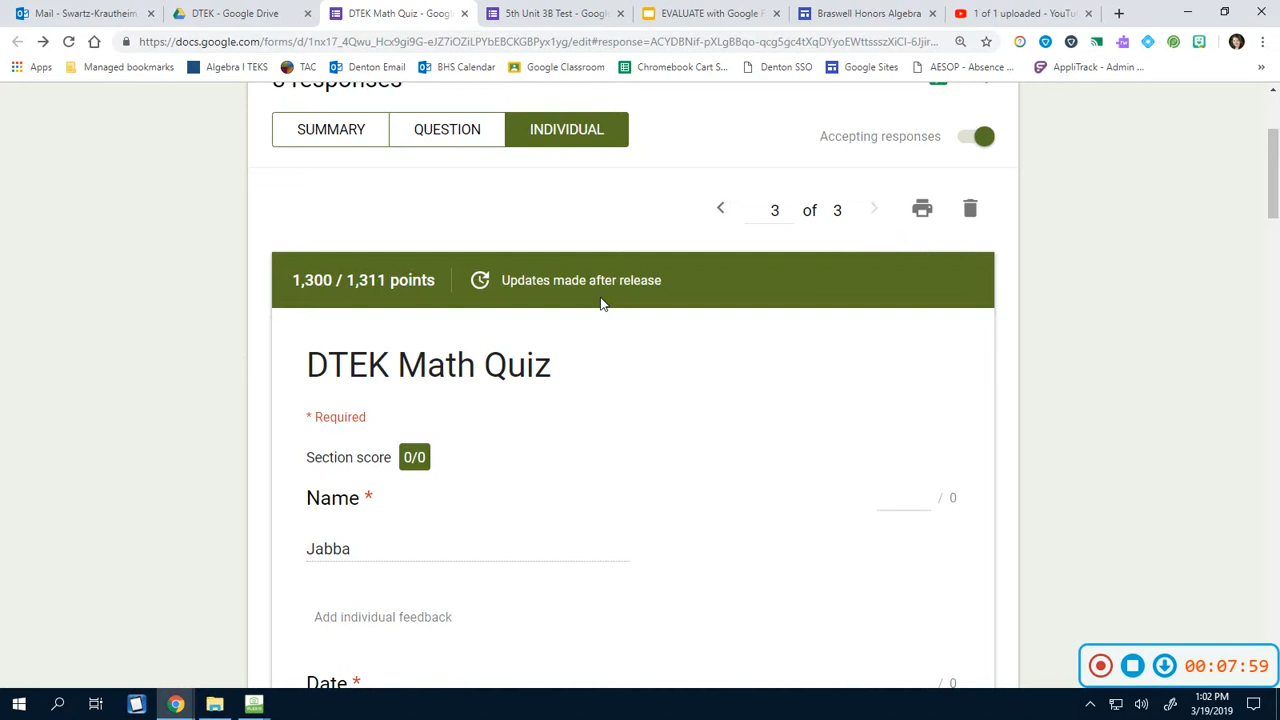 Mail - Swartz-Krautheim
DTEK - Google Drive
DTEK Math Quiz - Goog
5th Unit 3B Test - Google
EVALUATE with Google
Braswell Honors Algebra
1 of 1 uploaded - YouTu
Apps
Managed bookmarks
Algebra I TEKS
TAC
Denton Email
BHS Calendar
Google Classroom
Chromebook Cart S...
Denton SSO
Google Sites
AESOP - Absence ...
AppliTrack - Admin ...
»
responses
SUMMARY
QUESTION
INDIVIDUAL
Accepting responses
3 of 3
1,300 / 1,311 points
Updates made after release
DTEK Math Quiz
* Required
Section score 0/0
Name *
/ 0
Jabba
Add individual feedback
Date *
/ 0
00:07:59
1:02 PM
3/19/2019